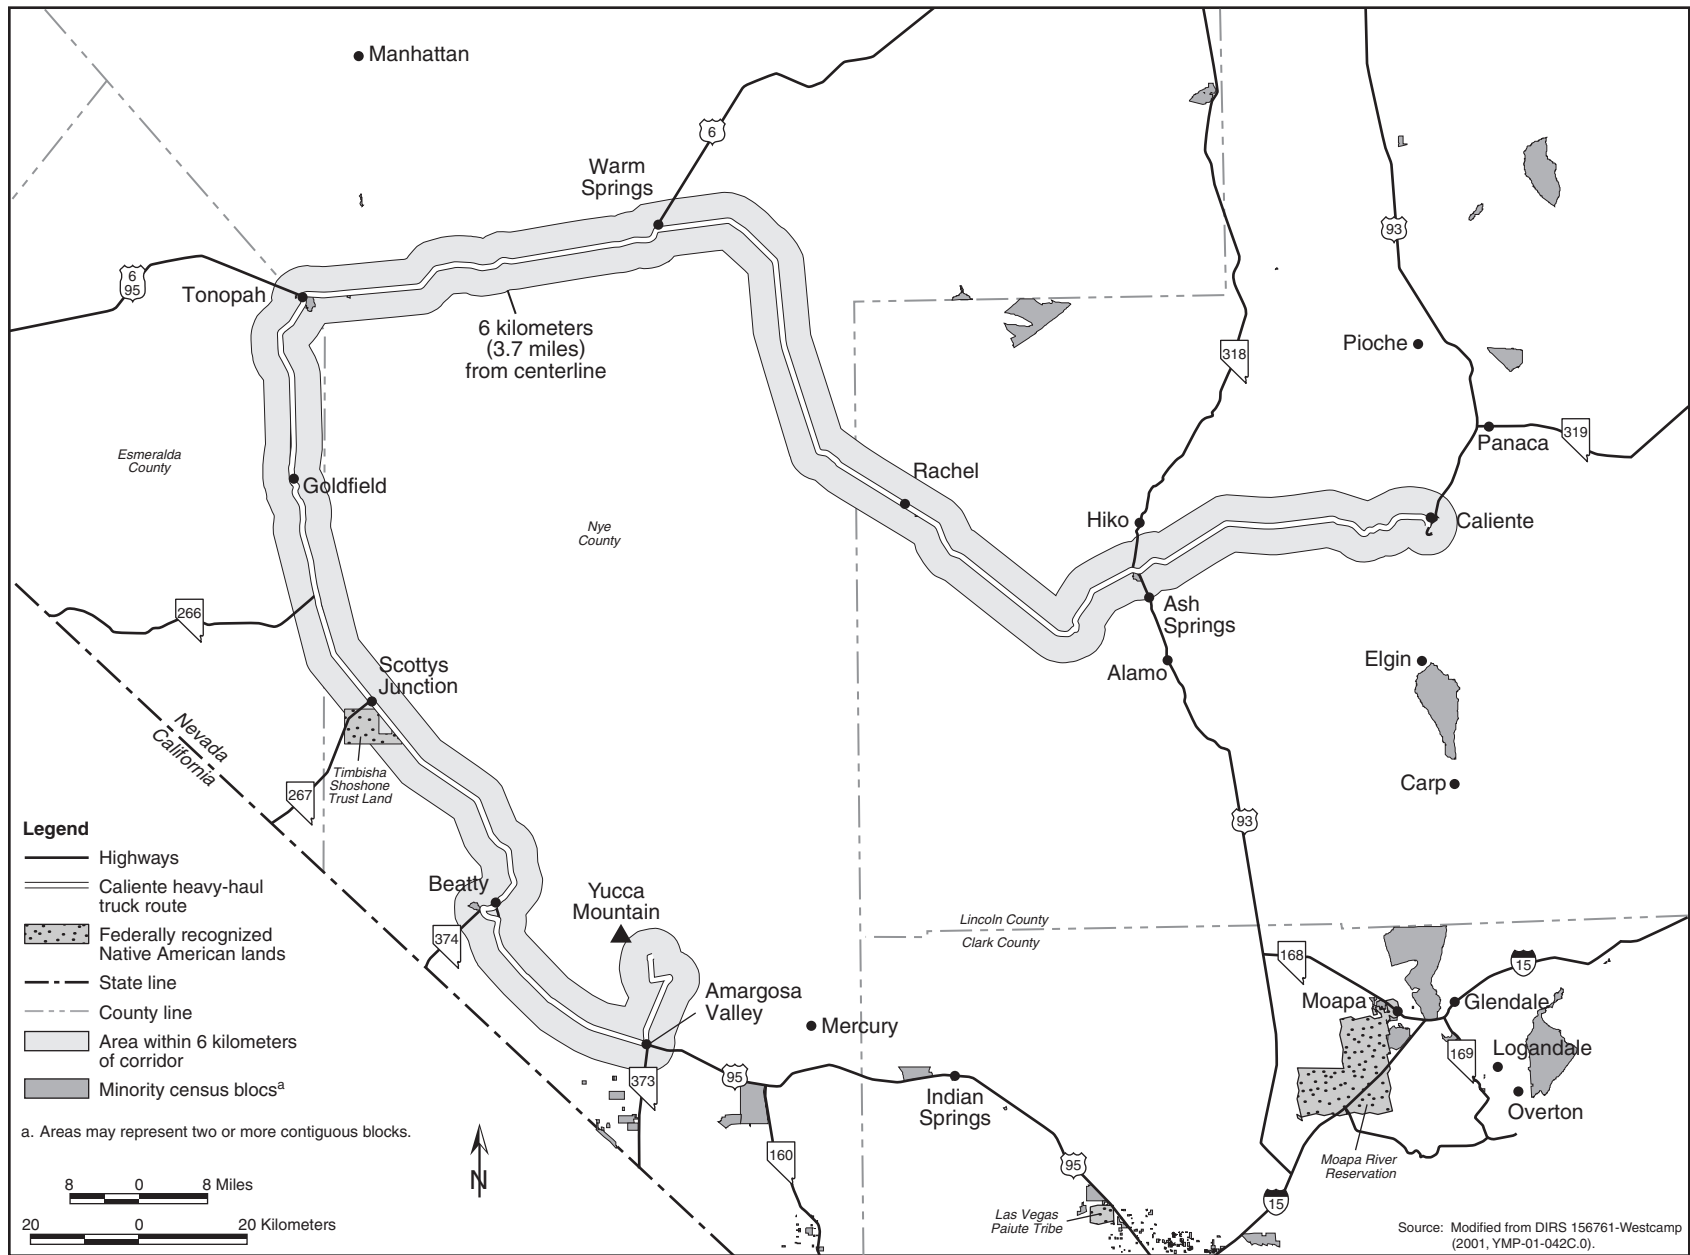 Manhattan
6
Warm
Springs
93
6
95
Tonopah
6 kilometers
(3.7 miles)
from centerline
318
Pioche
Panaca
319
Esmeralda
County
Goldfield
Rachel
Nye
County
Hiko
Caliente
Ash
Springs
266
Elgin
Alamo
Scottys
Junction
Nevada
California
Timbisha
Shoshone
Trust Land
267
Carp
93
Legend
Highways
Caliente heavy-haul
truck route
Federally recognized
Native American lands
State line
County line
Area within 6 kilometers
of corridor
Minority census blocs^a
a. Areas may represent two or more contiguous blocks.
Beatty
Yucca
Mountain
374
Lincoln County
Clark County
168
15
Amargosa
Valley
Moapa
Glendale
Mercury
169
Logandale
373
95
Indian
Springs
Overton
N
160
95
Moapa River
Reservation
8 0 8 Miles
20 0 20 Kilometers
Las Vegas
Paiute Tribe
15
Source: Modified from DIRS 156761-Westcamp
(2001, YMP-01-042C.0).